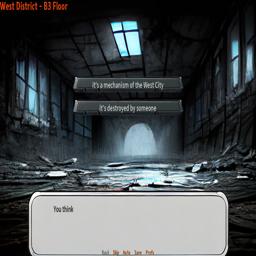 West District - B3 Floor
it's a mechanism of the West City
it's destroyed by someone
You think
Back Skip Auto Save Prefs